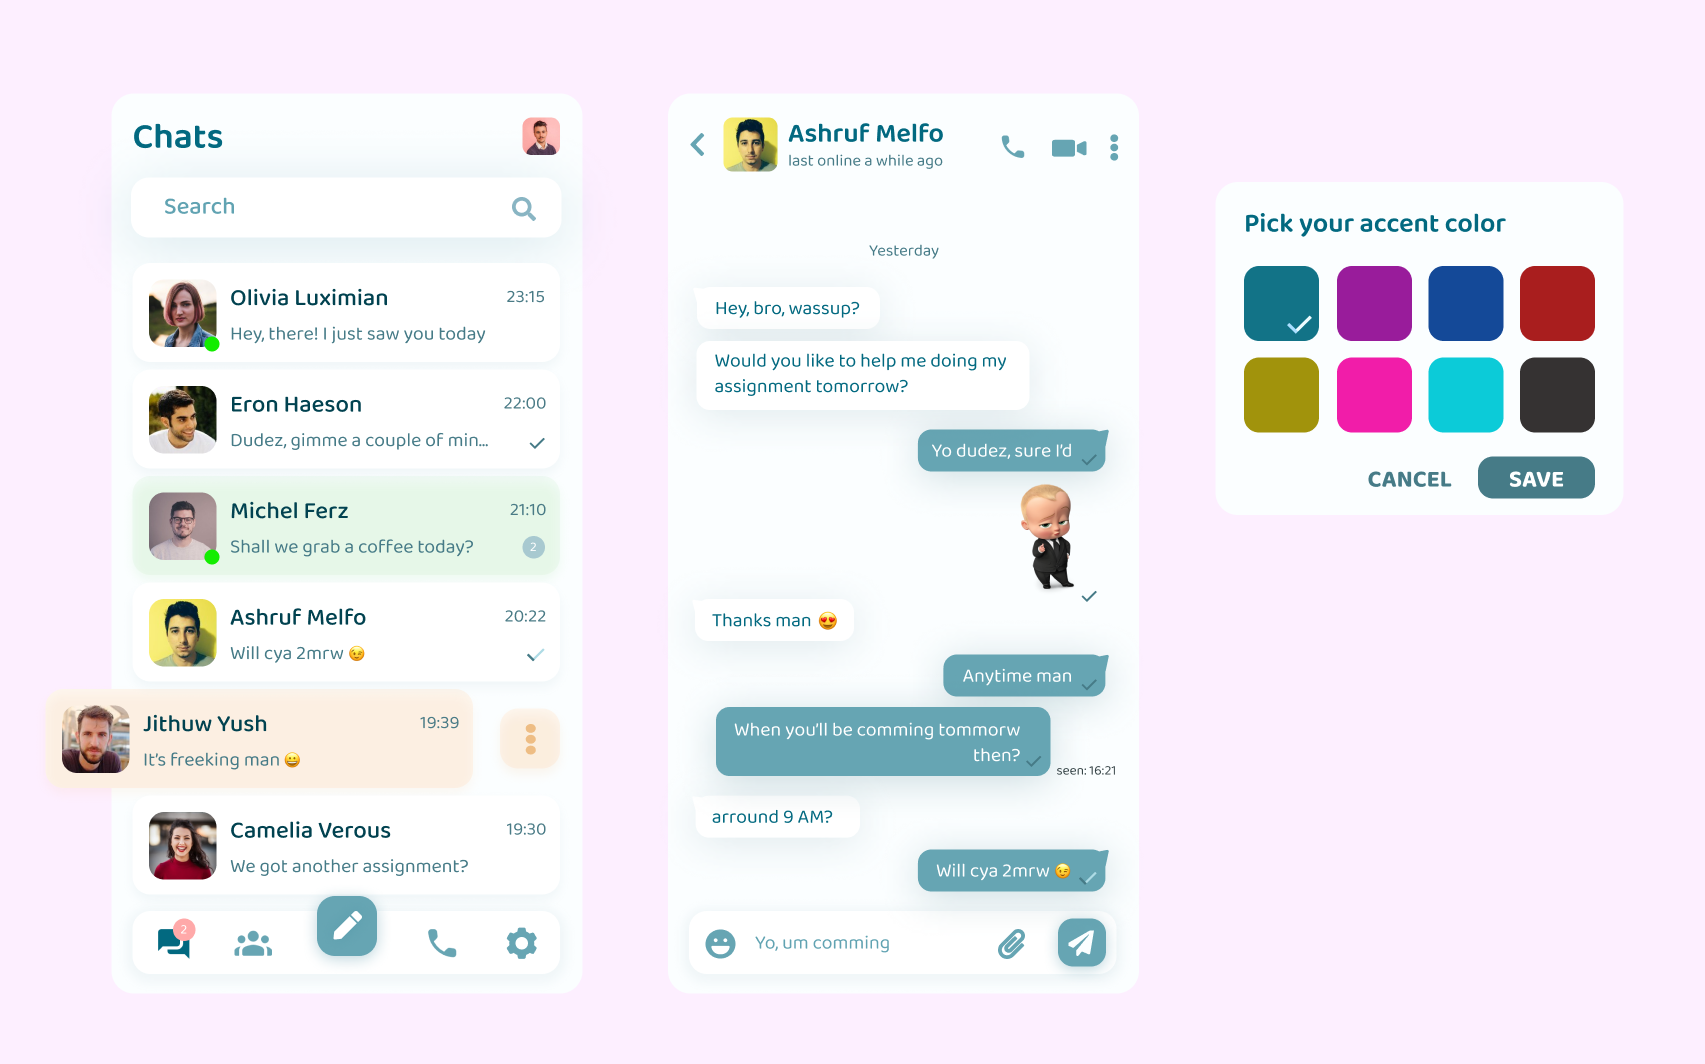 Chats
Search
Olivia Luximian
23:15
Hey, there! I just saw you today
Eron Haeson
22:00
Dudez, gimme a couple of min...
Michel Ferz
21:10
Shall we grab a coffee today?
2
Ashruf Melfo
20:22
Will cya 2mrw 😉
Jithuw Yush
19:39
It's freeking man 😀
Camelia Verous
19:30
We got another assignment?
2
Ashruf Melfo
last online a while ago
Yesterday
Hey, bro, wassup?
Would you like to help me doing my
assignment tomorrow?
Yo dudez, sure I'd
Thanks man 😍
Anytime man
When you'll be comming tommorw
then?
seen: 16:21
arround 9 AM?
Will cya 2mrw 😉
Yo, um comming
Pick your accent color
CANCEL
SAVE